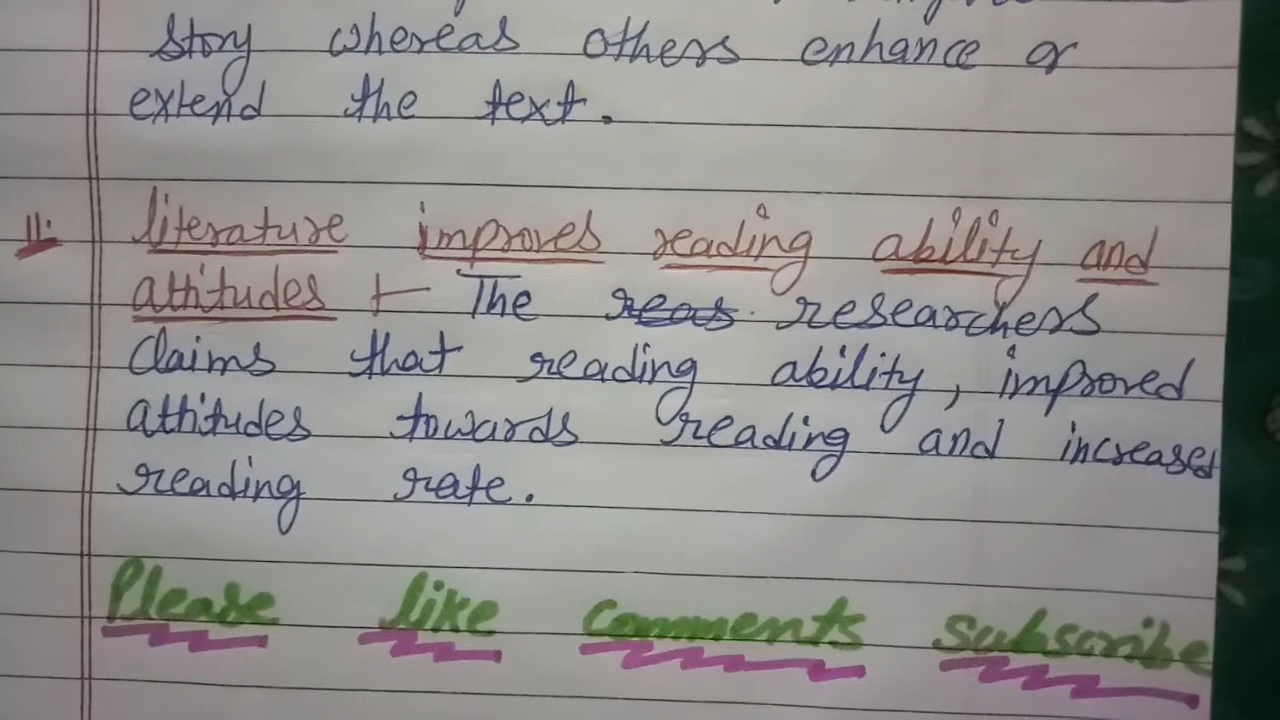 story whereas others enhance or
extend the text.
11. literature improves reading ability and
attitudes :- The researchers
claims that reading ability, improved
attitudes towards reading and increased
reading rate.
Please like comments subscribe